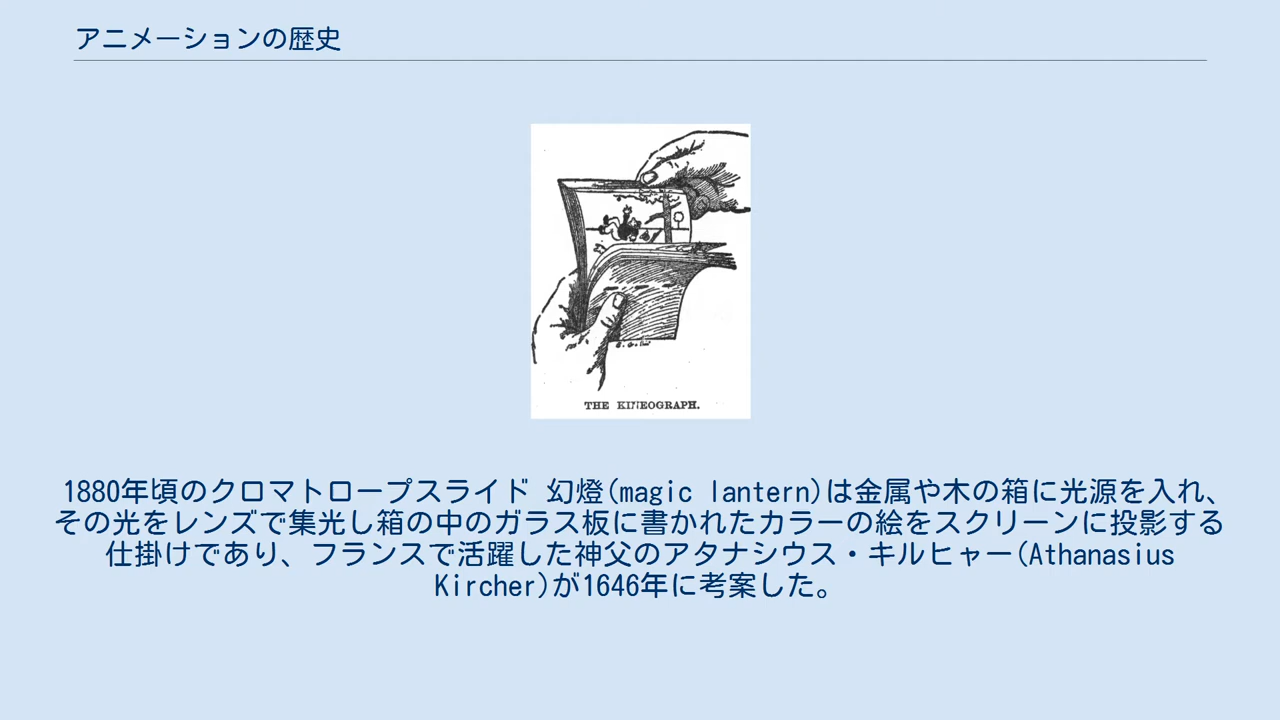 アニメーションの歴史
THE KINEOGRAPH.
1880年頃のクロマトロープスライド 幻燈(magic lantern)は金属や木の箱に光源を入れ、
その光をレンズで集光し箱の中のガラス板に書かれたカラーの絵をスクリーンに投影する
仕掛けであり、フランスで活躍した神父のアタナシウス・キルヒャー(Athanasius
Kircher)が1646年に考案した。